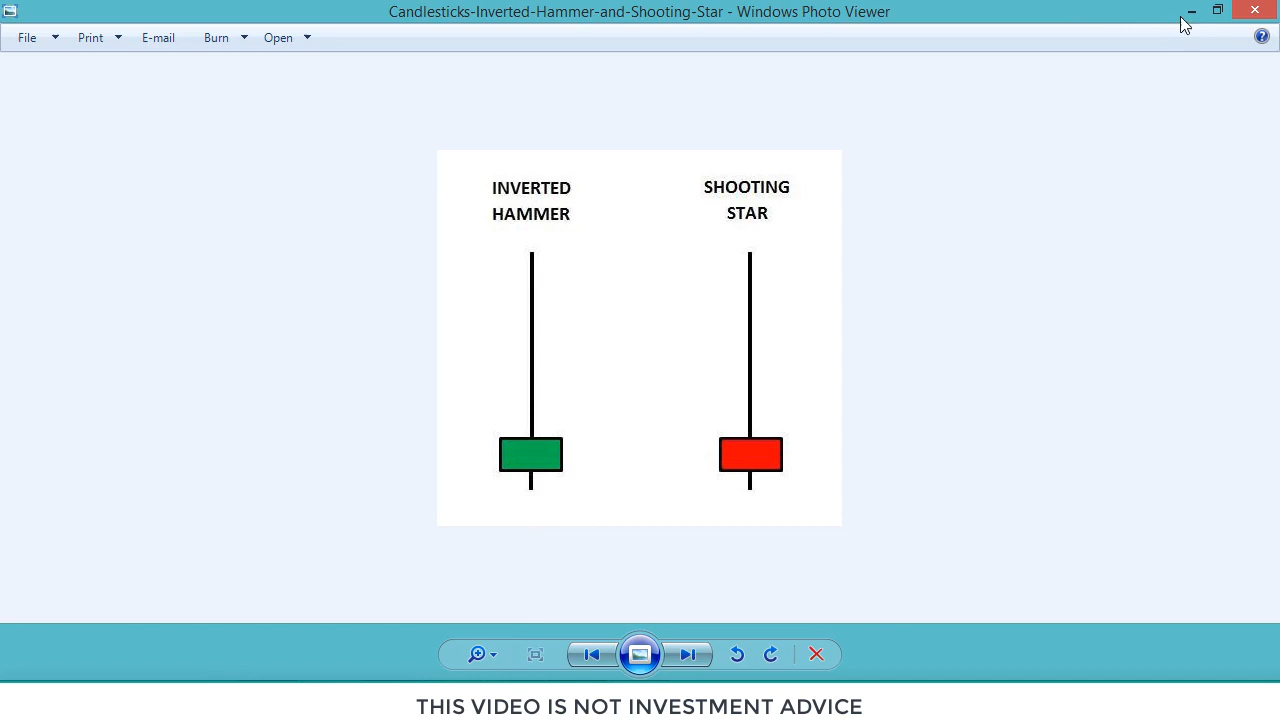 Candlesticks-Inverted-Hammer-and-Shooting-Star - Windows Photo Viewer
File Print E-mail Burn Open
INVERTED
HAMMER
SHOOTING
STAR
THIS VIDEO IS NOT INVESTMENT ADVICE